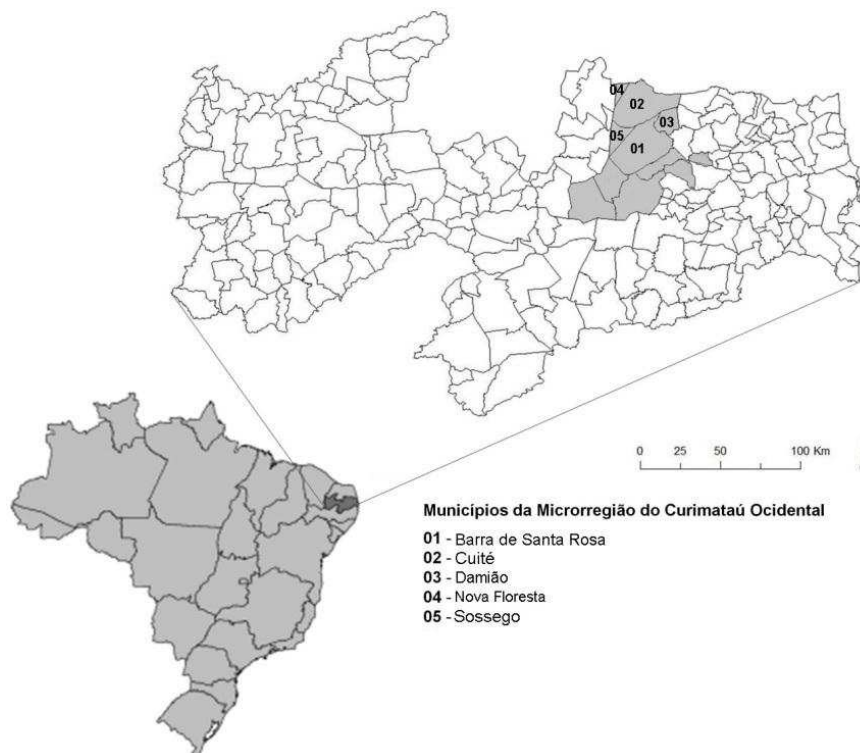 04
02
03
05
01
0 25 50 100 Km
Municípios da Microrregião do Curimataú Ocidental
01 - Barra de Santa Rosa
02 - Cuité
03 - Damião
04 - Nova Floresta
05 - Sossego